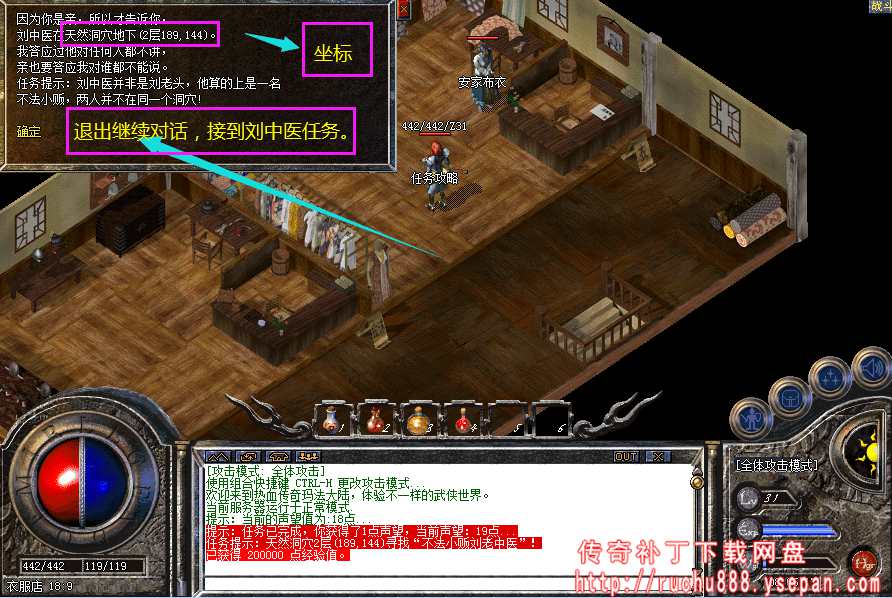 因为你是亲，所以才告诉你，
刘中医在天然洞穴地下(2层189,144)。
我答应过他对任何人都不讲，
亲也要答应我对谁都不能说。
任务提示：刘中医并非是刘老头，他算的上是一名
不法小贩，两人并不在同一个洞穴！
确定
坐标
退出继续对话，接到刘中医任务。
战斗
安家布衣
442/442/Z31
任务攻略
1 2 3 4 5 6
OUT
[攻击模式: 全体攻击]
使用组合快捷键 CTRL-H 更改攻击模式...
欢迎来到热血传奇玛法大陆，体验不一样的武侠世界。
当前服务器运行于正常模式.
提示：当前的声望值为:18点...
提示：任务已完成，你获得了1点声望，当前声望：19点...
任务提示：天然洞穴2层(189,144)寻找“不法小贩刘老中医”！
已获得 200000 点经验值。
[全体攻击模式]
Lv 31
442/442 119/119
衣服店 18:9
传奇补丁下载网盘
http://ruchu888.ysepan.com